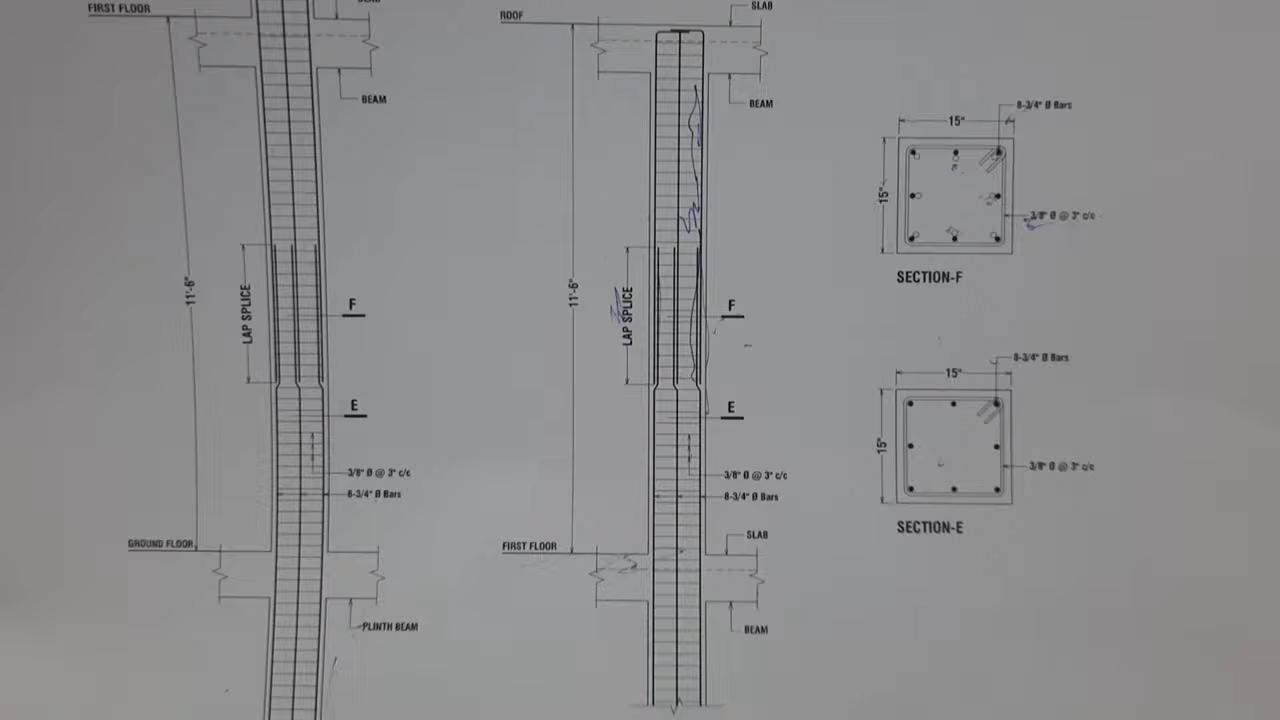 FIRST FLOOR
BEAM
11'-6"
LAP SPLICE
F
E
3/8" Ø @ 3" c/c
8-3/4" Ø Bars
GROUND FLOOR
PLINTH BEAM
ROOF
SLAB
BEAM
11'-6"
LAP SPLICE
F
E
3/8" Ø @ 3" c/c
8-3/4" Ø Bars
FIRST FLOOR
SLAB
BEAM
8-3/4" Ø Bars
15"
15"
3/8" Ø @ 3" c/c
SECTION-F
8-3/4" Ø Bars
15"
15"
3/8" Ø @ 3" c/c
SECTION-E